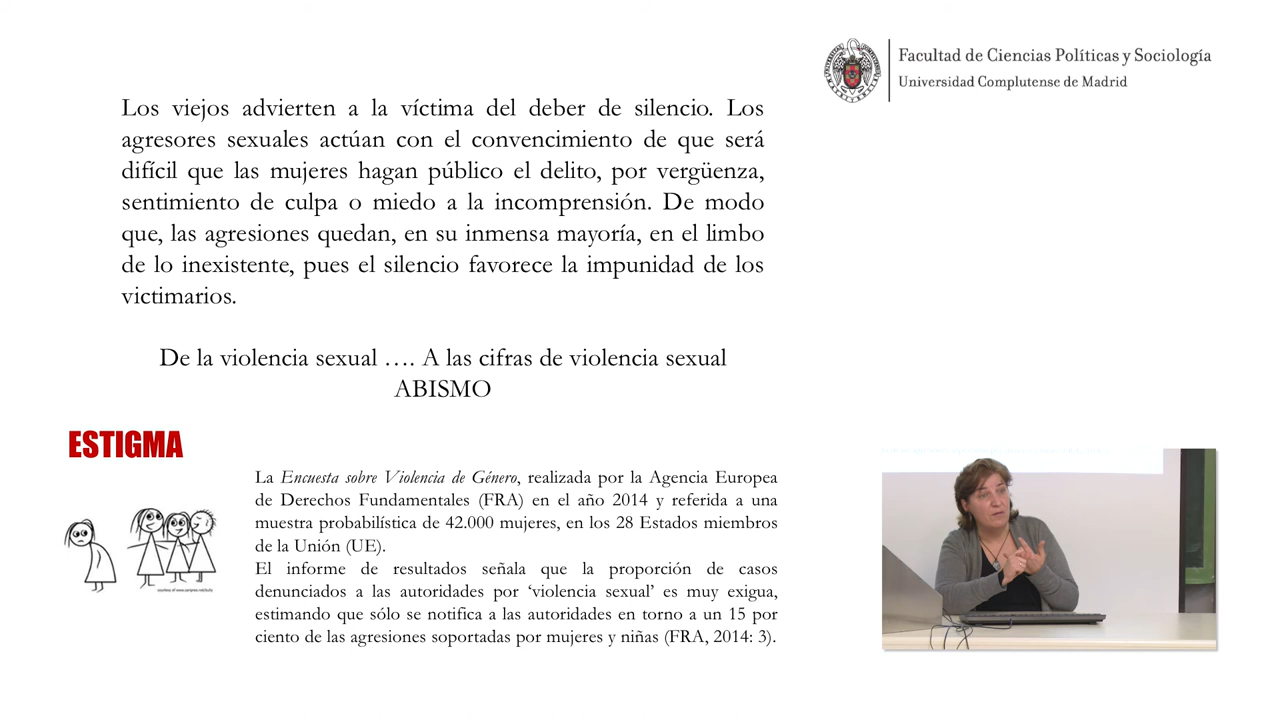 Facultad de Ciencias Políticas y Sociología
Universidad Complutense de Madrid
Los viejos advierten a la víctima del deber de silencio. Los
agresores sexuales actúan con el convencimiento de que será
difícil que las mujeres hagan público el delito, por vergüenza,
sentimiento de culpa o miedo a la incomprensión. De modo
que, las agresiones quedan, en su inmensa mayoría, en el limbo
de lo inexistente, pues el silencio favorece la impunidad de los
victimarios.
De la violencia sexual …. A las cifras de violencia sexual
ABISMO
ESTIGMA
La Encuesta sobre Violencia de Género, realizada por la Agencia Europea
de Derechos Fundamentales (FRA) en el año 2014 y referida a una
muestra probabilística de 42.000 mujeres, en los 28 Estados miembros
de la Unión (UE).
El informe de resultados señala que la proporción de casos
denunciados a las autoridades por ‘violencia sexual’ es muy exigua,
estimando que sólo se notifica a las autoridades en torno a un 15 por
ciento de las agresiones soportadas por mujeres y niñas (FRA, 2014: 3).